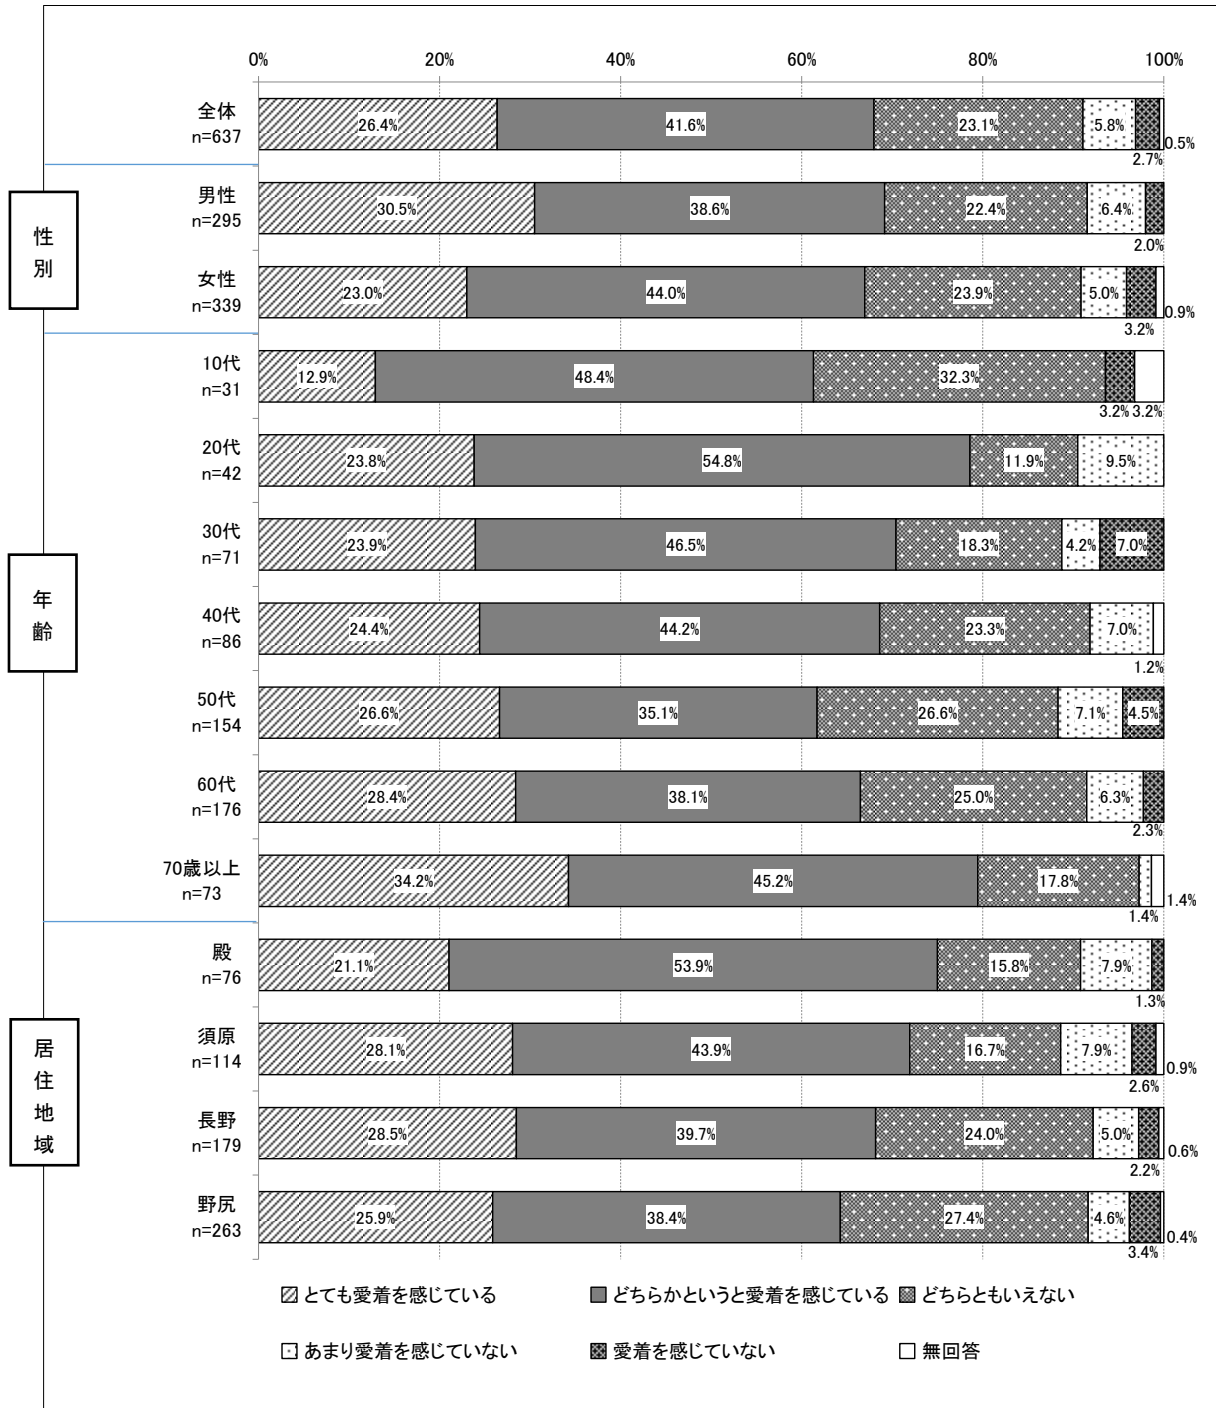 0% 20% 40% 60% 80% 100%
全体
n=637
26.4% 41.6% 23.1% 5.8% 2.7% 0.5%
性別
男性
n=295
30.5% 38.6% 22.4% 6.4% 2.0%
女性
n=339
23.0% 44.0% 23.9% 5.0% 3.2% 0.9%
年齢
10代
n=31
12.9% 48.4% 32.3% 3.2% 3.2%
20代
n=42
23.8% 54.8% 11.9% 9.5%
30代
n=71
23.9% 46.5% 18.3% 4.2% 7.0%
40代
n=86
24.4% 44.2% 23.3% 7.0% 1.2%
50代
n=154
26.6% 35.1% 26.6% 7.1% 4.5%
60代
n=176
28.4% 38.1% 25.0% 6.3% 2.3%
70歳以上
n=73
34.2% 45.2% 17.8% 1.4% 1.4%
居住地域
殿
n=76
21.1% 53.9% 15.8% 7.9% 1.3%
須原
n=114
28.1% 43.9% 16.7% 7.9% 2.6% 0.9%
長野
n=179
28.5% 39.7% 24.0% 5.0% 2.2% 0.6%
野尻
n=263
25.9% 38.4% 27.4% 4.6% 3.4% 0.4%
とても愛着を感じている どちらかというと愛着を感じている どちらともいえない
あまり愛着を感じていない 愛着を感じていない 無回答